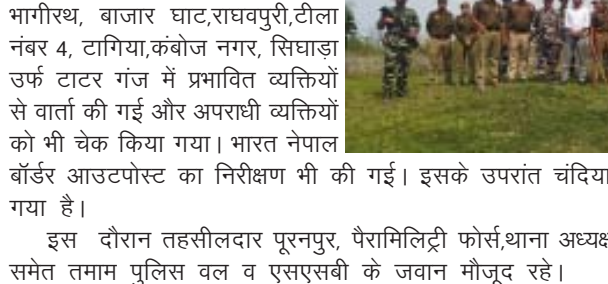 भागीरथ, बाजार घाट,राघवपुरी,टीला
नंबर 4, टागिया,कंबोज नगर, सिघाड़ा
उर्फ टाटर गंज में प्रभावित व्यक्तियों
से वार्ता की गई और अपराधी व्यक्तियों
को भी चेक किया गया। भारत नेपाल
बॉर्डर आउटपोस्ट का निरीक्षण भी की गई। इसके उपरांत चंदिया
गया है।
इस दौरान तहसीलदार पूरनपुर, पैरामिलिट्री फोर्स,थाना अध्यक्ष
समेत तमाम पुलिस वल व एसएसबी के जवान मौजूद रहे।